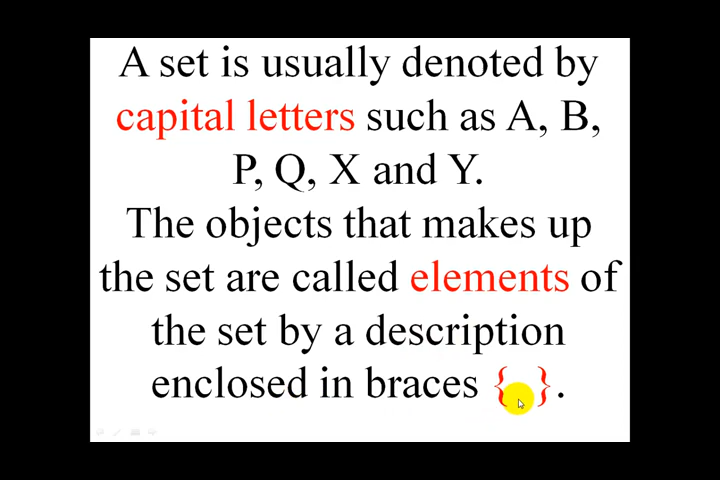 A set is usually denoted by
capital letters such as A, B,
P, Q, X and Y.
The objects that makes up
the set are called elements of
the set by a description
enclosed in braces { }.